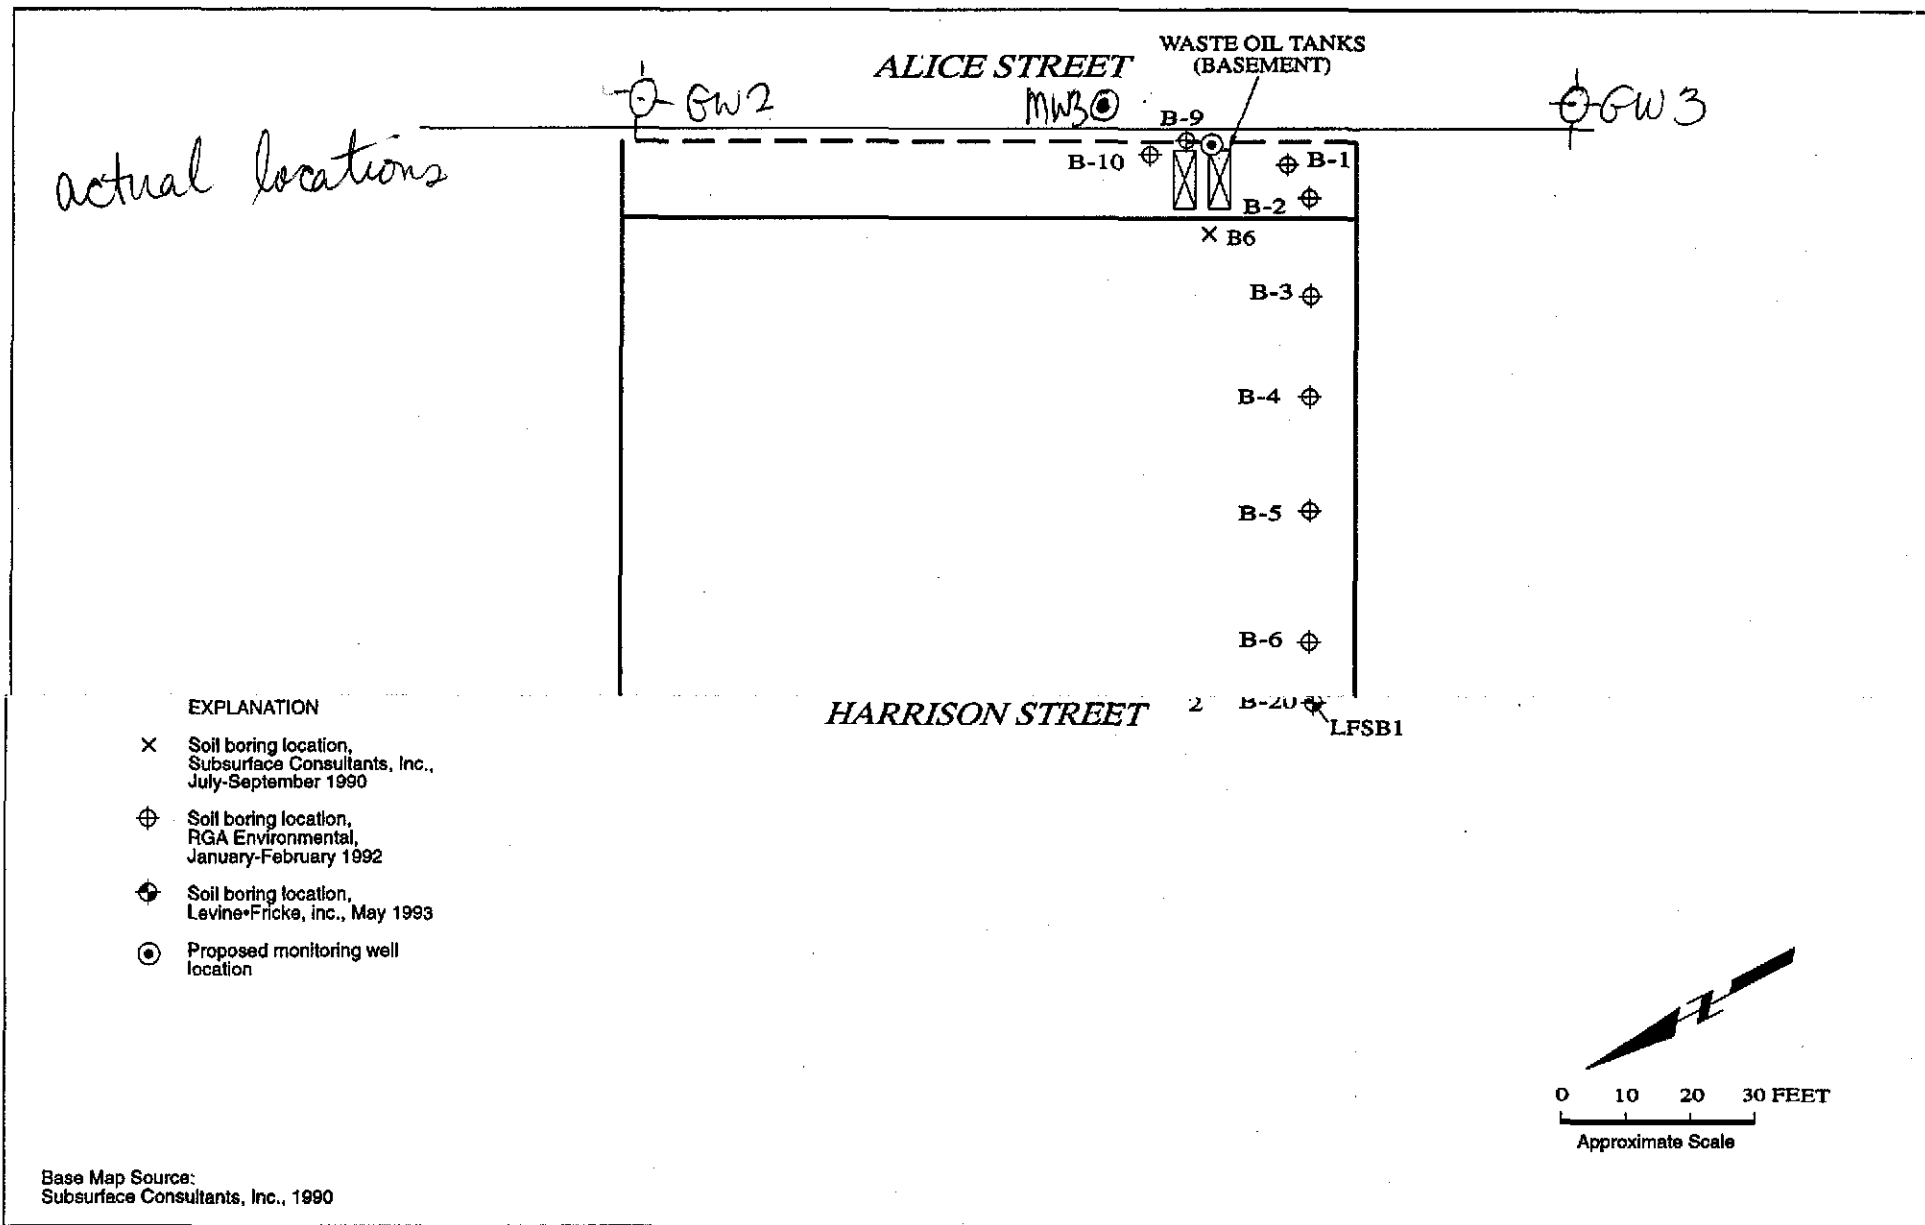 ALICE STREET
WASTE OIL TANKS
(BASEMENT)
GW2
MW3
GW3
actual locations
B-9
B-10
B-1
B-2
B6
B-3
B-4
B-5
B-6
HARRISON STREET
2
B-20
LFSB1
EXPLANATION
Soil boring location,
Subsurface Consultants, Inc.,
July-September 1990
Soil boring location,
RGA Environmental,
January-February 1992
Soil boring location,
Levine•Fricke, inc., May 1993
Proposed monitoring well
location
Z
0 10 20 30 FEET
Approximate Scale
Base Map Source:
Subsurface Consultants, Inc., 1990